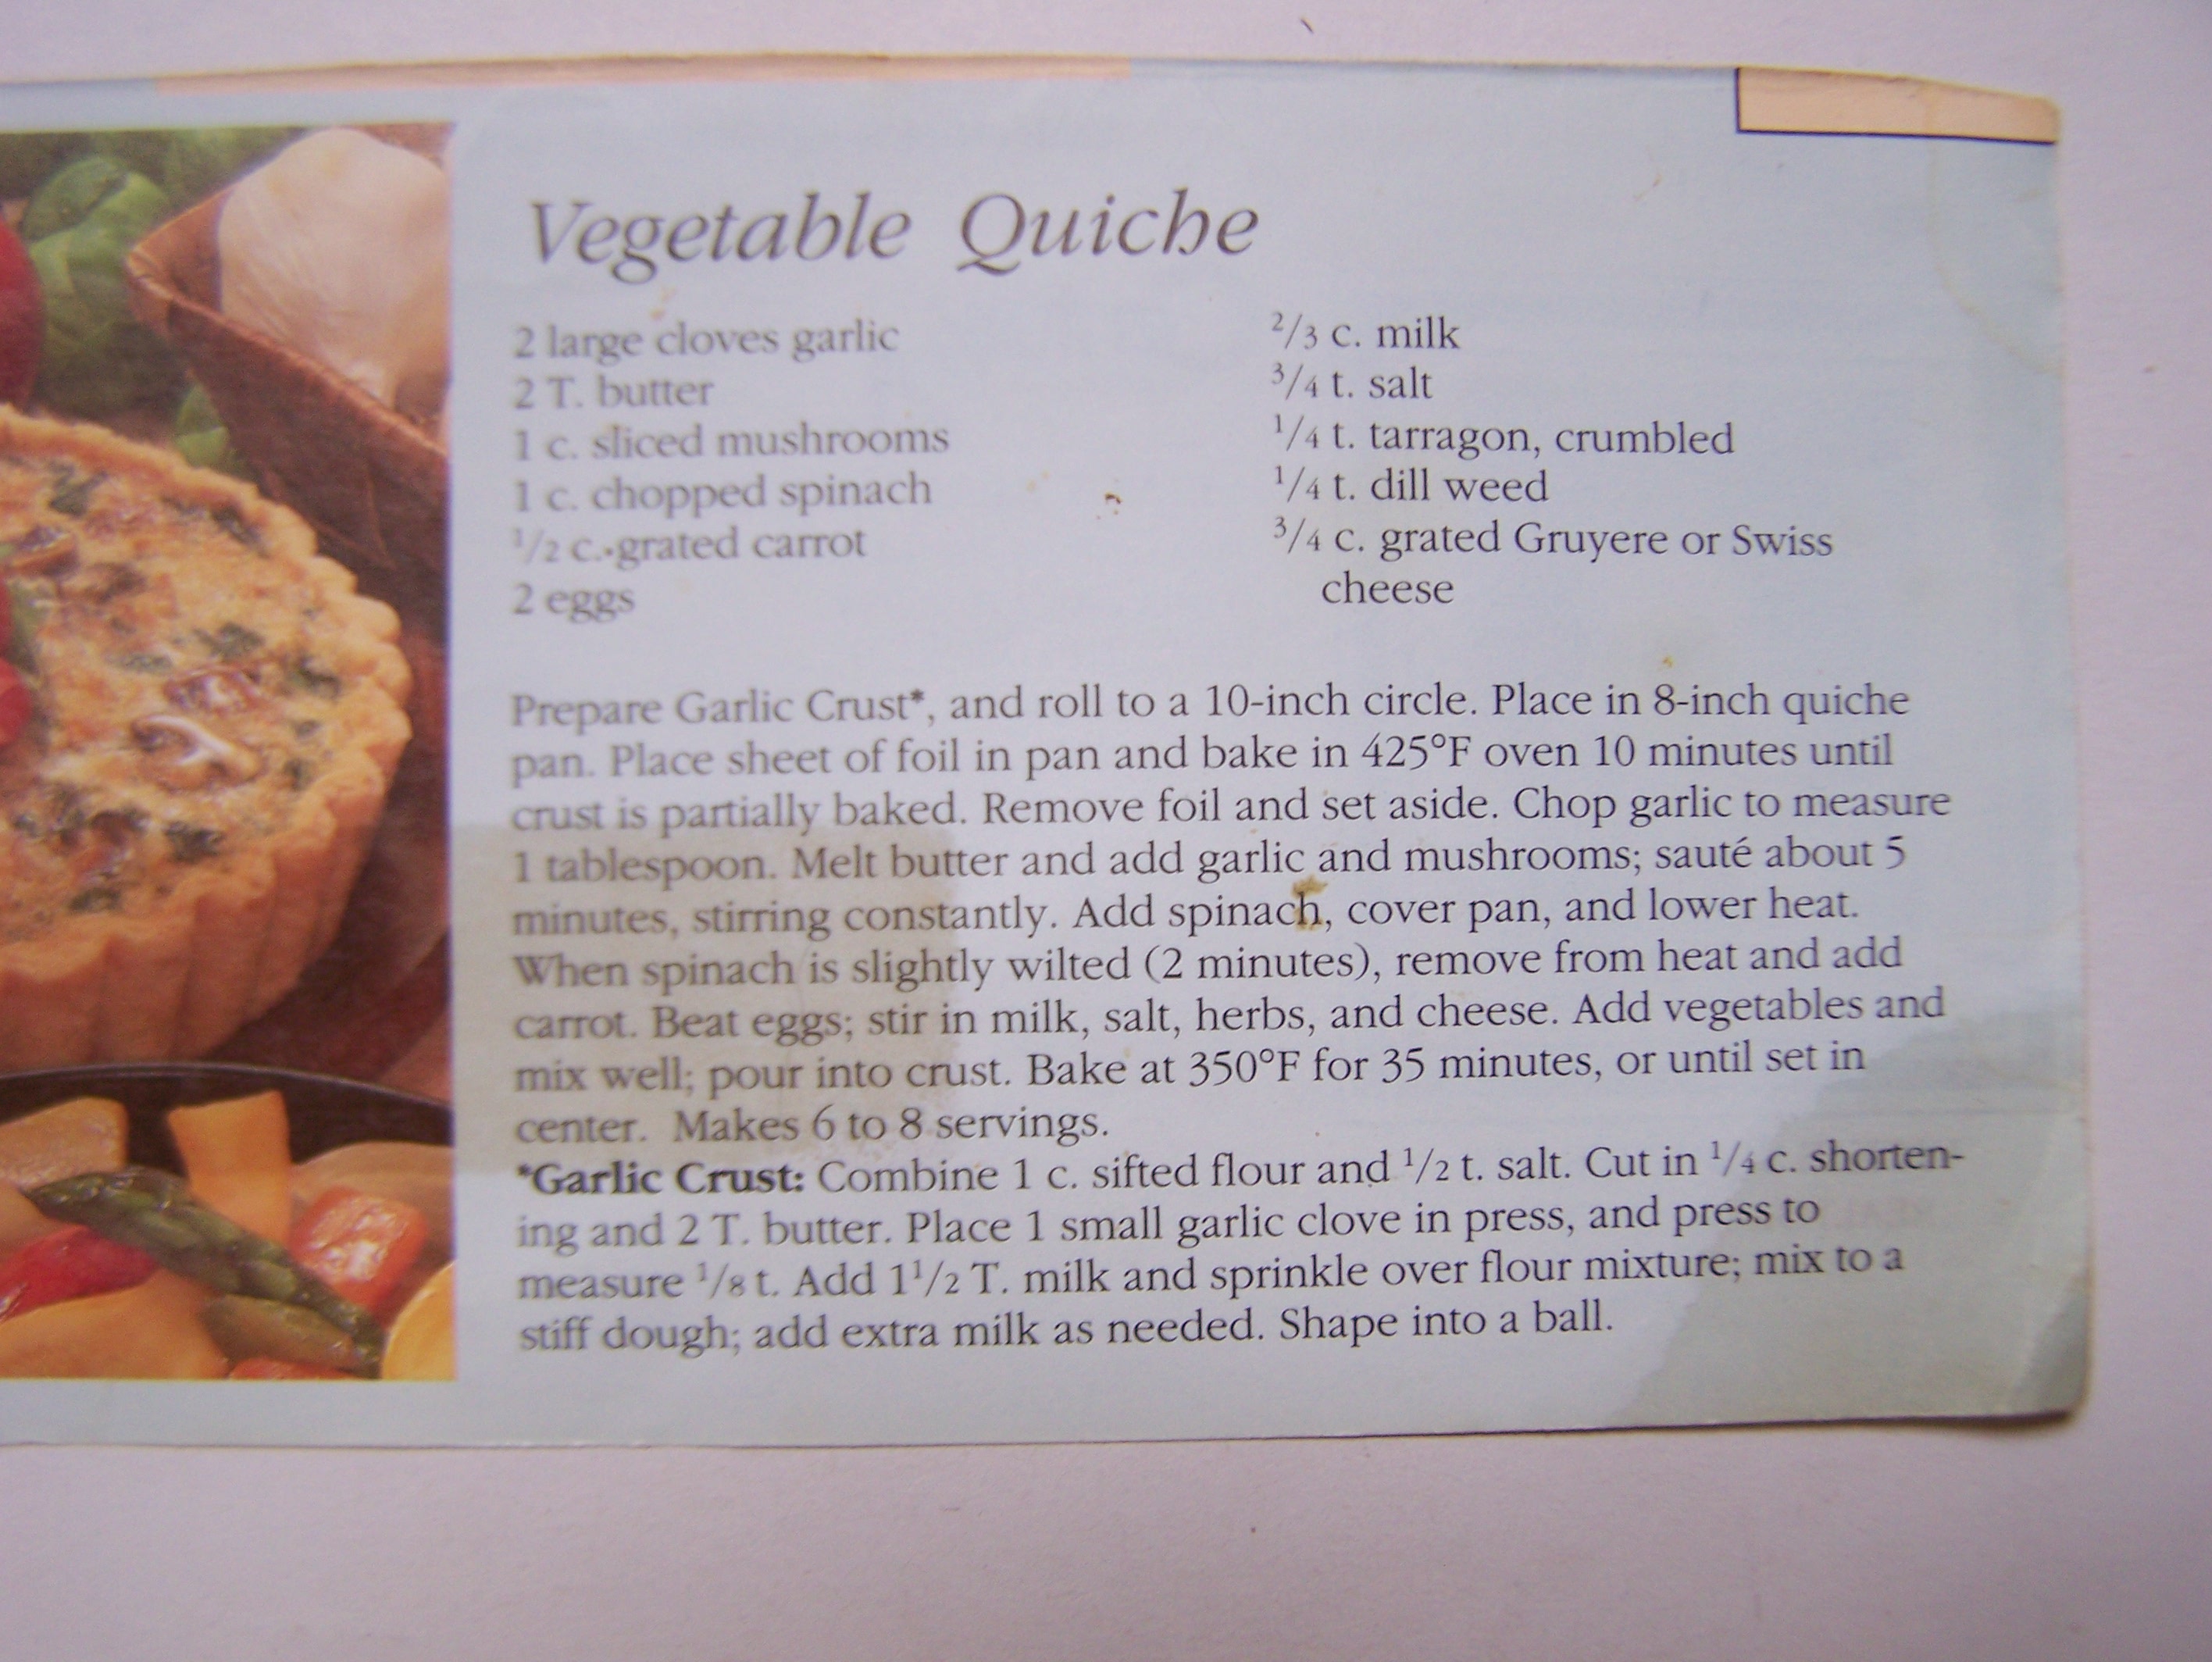 Vegetable Quiche
2 large cloves garlic
2 T. butter
1 c. sliced mushrooms
1 c. chopped spinach
1/2 c. grated carrot
2 eggs
2/3 c. milk
3/4 t. salt
1/4 t. tarragon, crumbled
1/4 t. dill weed
3/4 c. grated Gruyere or Swiss
cheese
Prepare Garlic Crust*, and roll to a 10-inch circle. Place in 8-inch quiche
pan. Place sheet of foil in pan and bake in 425°F oven 10 minutes until
crust is partially baked. Remove foil and set aside. Chop garlic to measure
1 tablespoon. Melt butter and add garlic and mushrooms; sauté about 5
minutes, stirring constantly. Add spinach, cover pan, and lower heat.
When spinach is slightly wilted (2 minutes), remove from heat and add
carrot. Beat eggs; stir in milk, salt, herbs, and cheese. Add vegetables and
mix well; pour into crust. Bake at 350°F for 35 minutes, or until set in
center. Makes 6 to 8 servings.
*Garlic Crust: Combine 1 c. sifted flour and 1/2 t. salt. Cut in 1/4 c. shorten-
ing and 2 T. butter. Place 1 small garlic clove in press, and press to
measure 1/8 t. Add 1 1/2 T. milk and sprinkle over flour mixture; mix to a
stiff dough; add extra milk as needed. Shape into a ball.